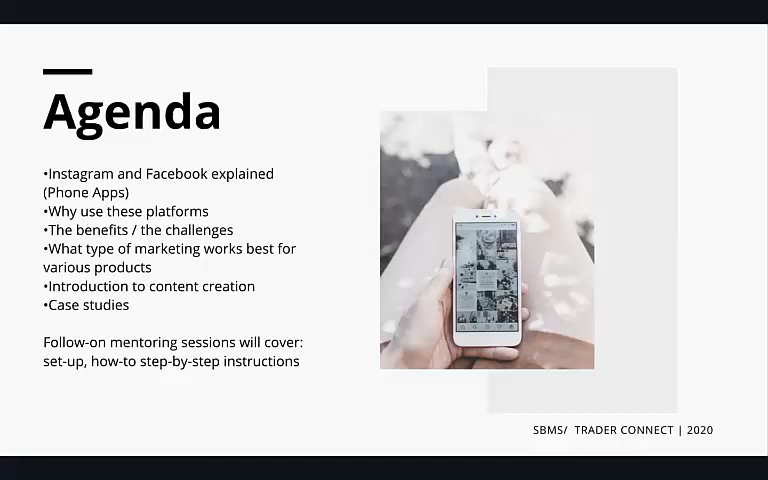 Agenda
•Instagram and Facebook explained
(Phone Apps)
•Why use these platforms
•The benefits / the challenges
•What type of marketing works best for
various products
•Introduction to content creation
•Case studies
Follow-on mentoring sessions will cover:
set-up, how-to step-by-step instructions
SBMS/ TRADER CONNECT | 2020